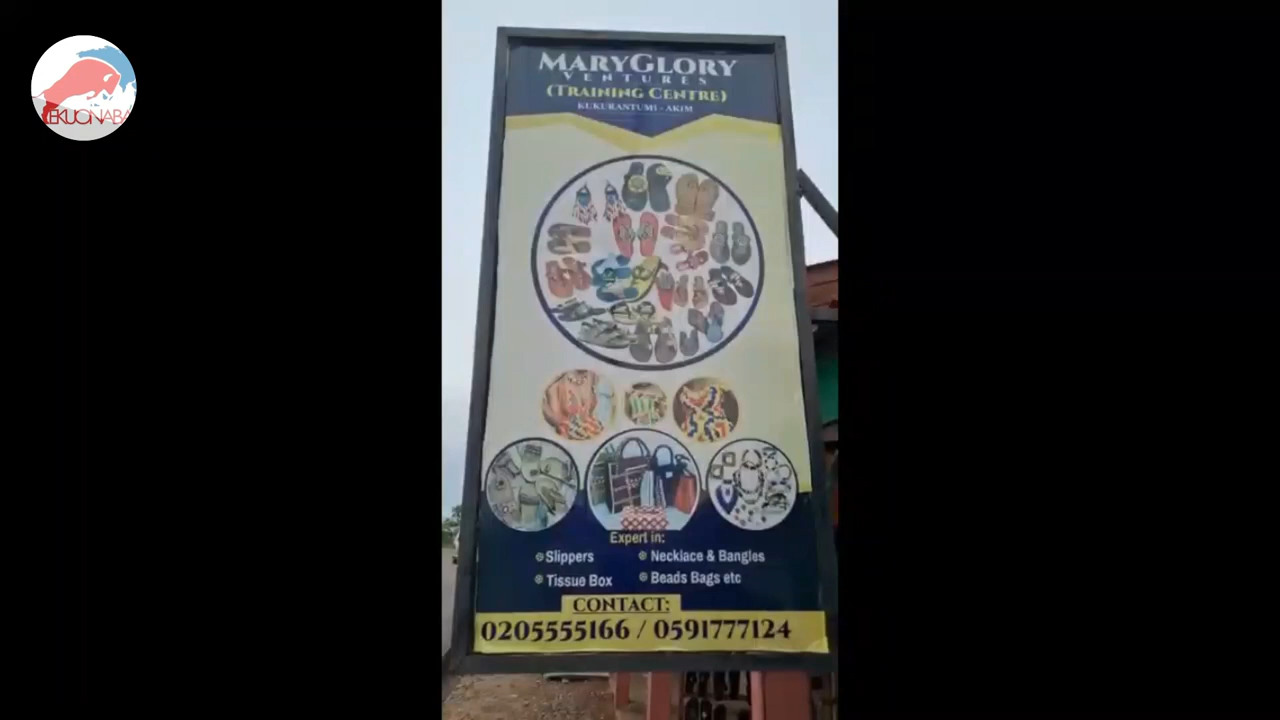 MARYGLORY
VENTURES
(TRAINING CENTRE)
KUKURANTUMI - AKIM
Expert in:
Slippers
Necklace & Bangles
Tissue Box
Beads Bags etc
CONTACT:
0205555166 / 0591777124